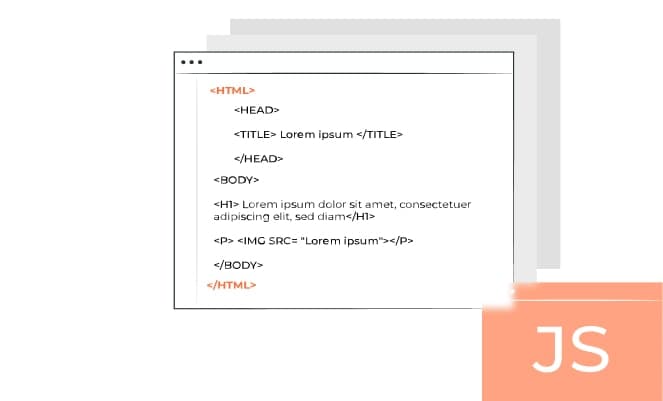 <HTML>
<HEAD>
<TITLE> Lorem ipsum </TITLE>
</HEAD>
<BODY>
<H1> Lorem ipsum dolor sit amet, consectetuer
adipiscing elit, sed diam</H1>
<P> <IMG SRC= "Lorem ipsum"></P>
</BODY>
</HTML>
JS